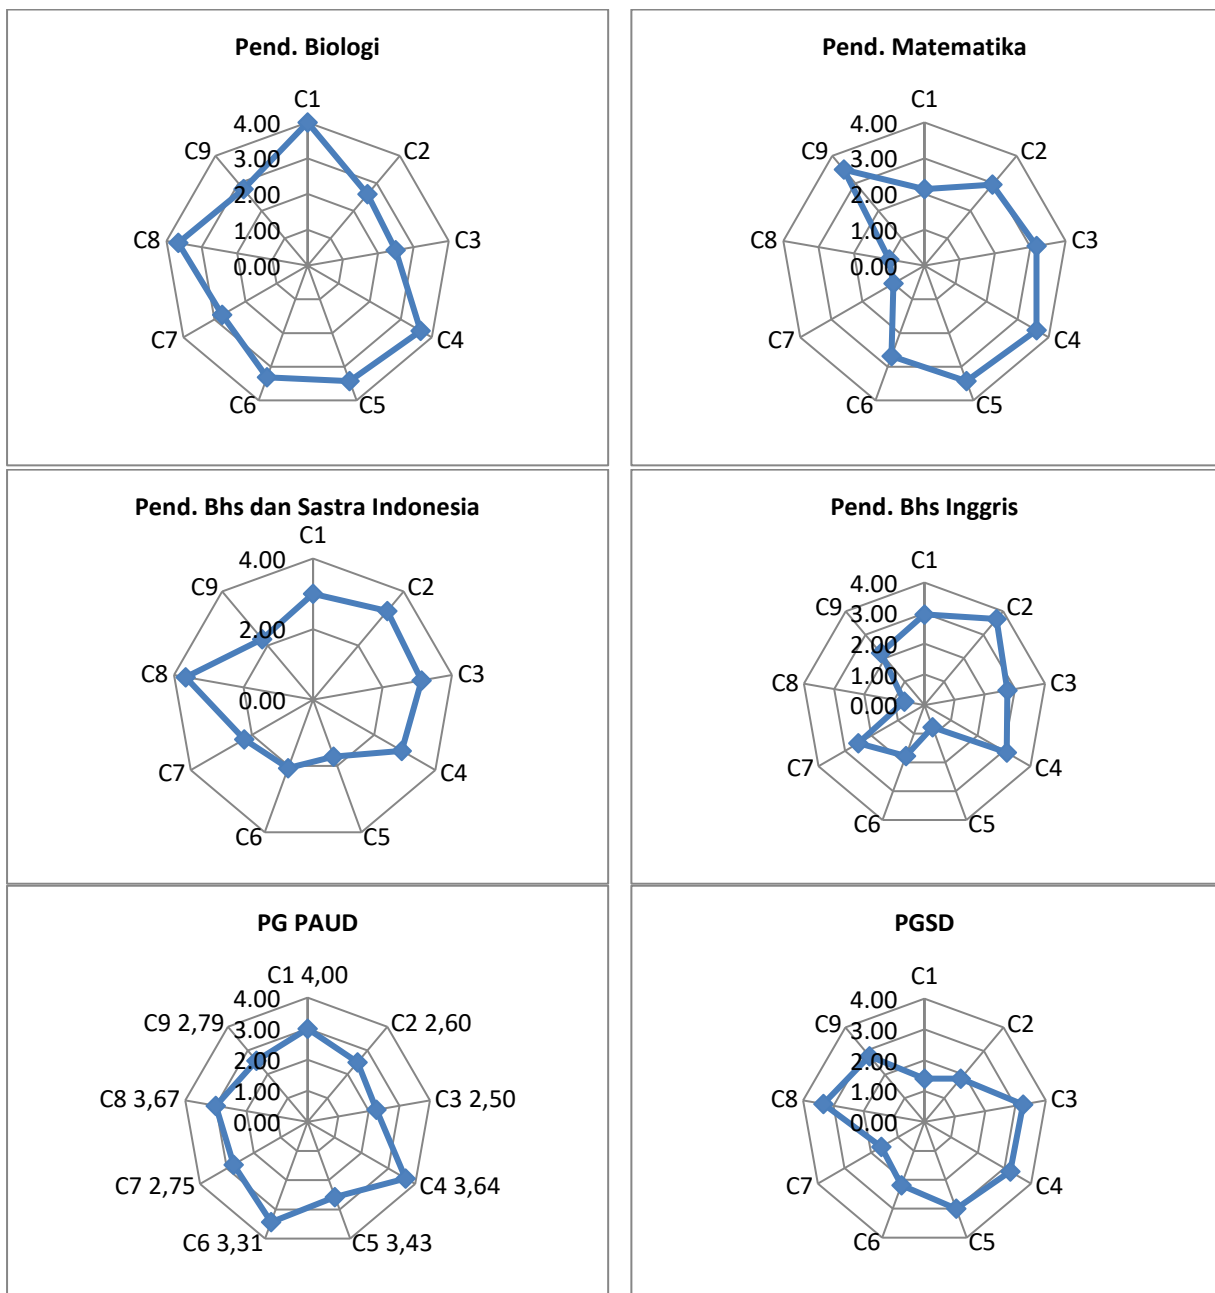 Pend. Biologi
C1
4.00
C9
C2
3.00
2.00
C8
C3
1.00
0.00
C7
C4
C6
C5
Pend. Matematika
C1
4.00
C9
C2
3.00
2.00
C8
C3
1.00
0.00
C7
C4
C6
C5
Pend. Bhs dan Sastra Indonesia
C1
4.00
C9
C2
2.00
C8
C3
0.00
C7
C4
C6
C5
Pend. Bhs Inggris
C1
4.00
C9
C2
3.00
2.00
C8
C3
1.00
0.00
C7
C4
C6
C5
PG PAUD
C1 4,00
4.00
C9 2,79
C2 2,60
3.00
2.00
C8 3,67
C3 2,50
1.00
0.00
C7 2,75
C4 3,64
C6 3,31
C5 3,43
PGSD
C1
4.00
C9
C2
3.00
2.00
C8
C3
1.00
0.00
C7
C4
C6
C5